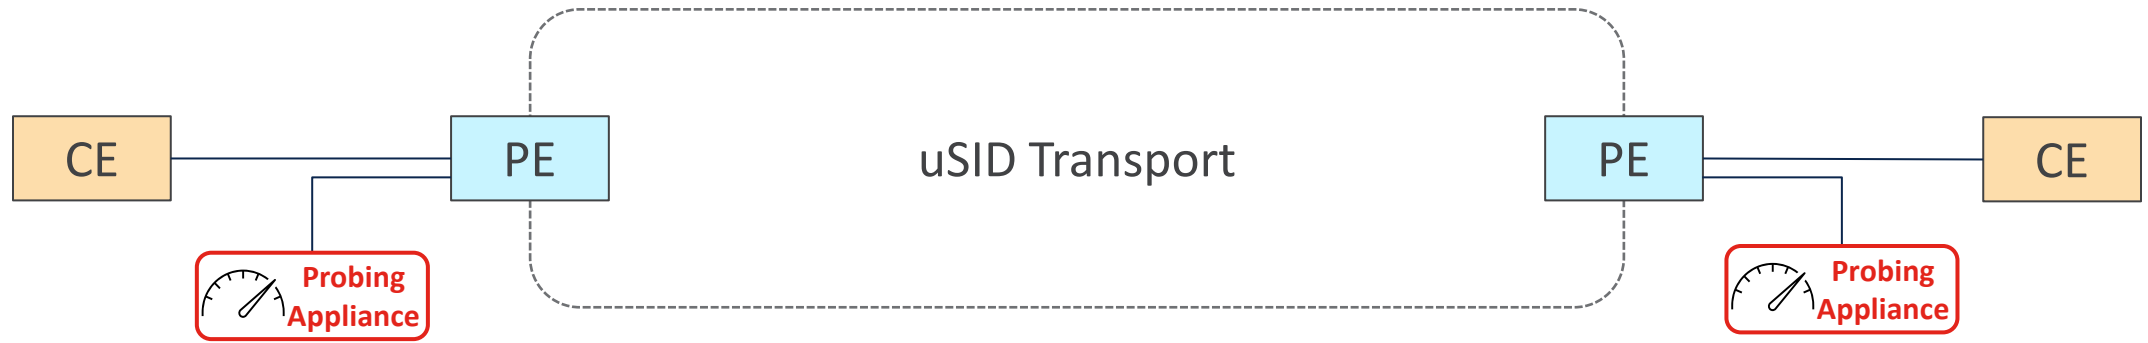 CE
PE
uSID Transport
PE
CE
Probing
Appliance
Probing
Appliance